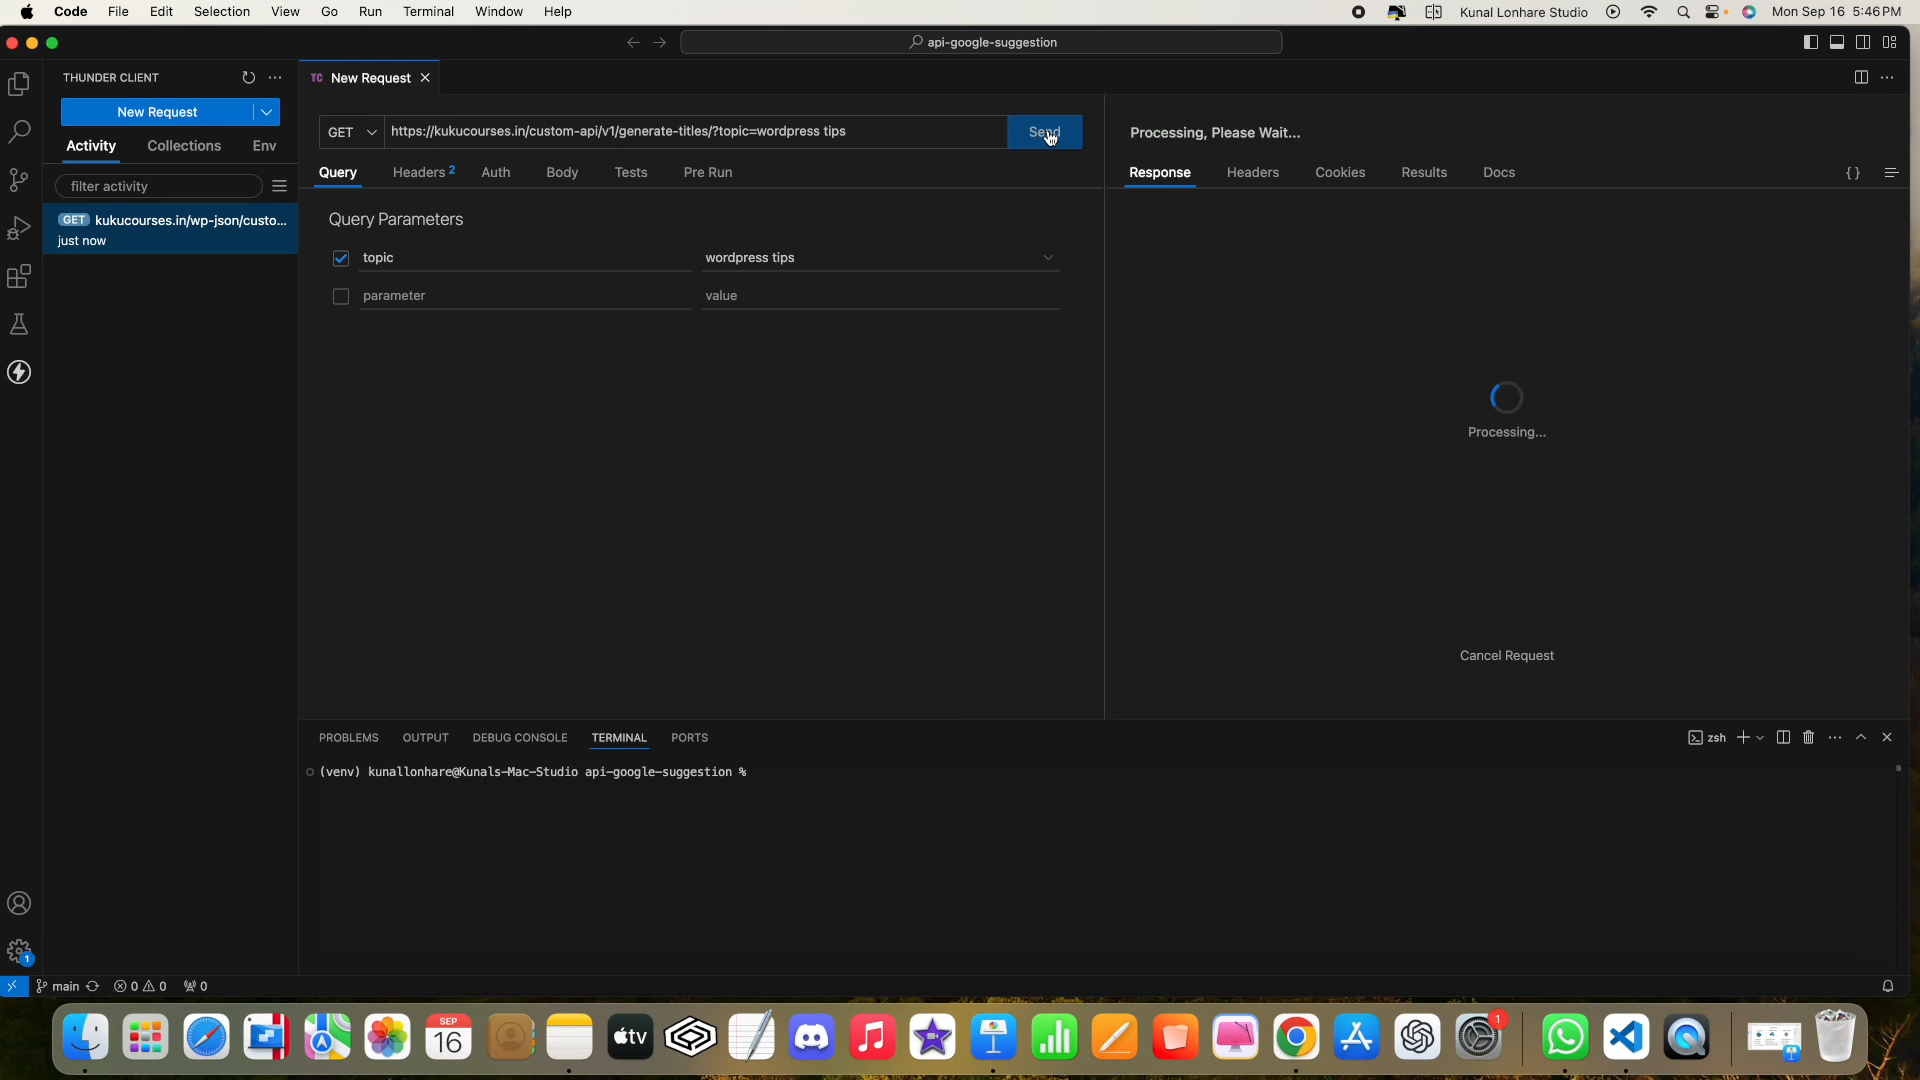 Code File Edit Selection View Go Run Terminal Window Help
Kunal Lonhare Studio Mon Sep 16 5:46 PM
api-google-suggestion
THUNDER CLIENT
New Request
Activity Collections Env
filter activity
GET kukucourses.in/wp-json/custo...
just now
TC New Request
GET https://kukucourses.in/custom-api/v1/generate-titles/?topic=wordpress tips Send
Query Headers 2 Auth Body Tests Pre Run
Query Parameters
topic wordpress tips
parameter value
Processing, Please Wait...
Response Headers Cookies Results Docs
{}
Processing...
Cancel Request
PROBLEMS OUTPUT DEBUG CONSOLE TERMINAL PORTS
zsh
(venv) kunallonhare@Kunals-Mac-Studio api-google-suggestion %
1
main 0 0 0
SEP
16
tv
1